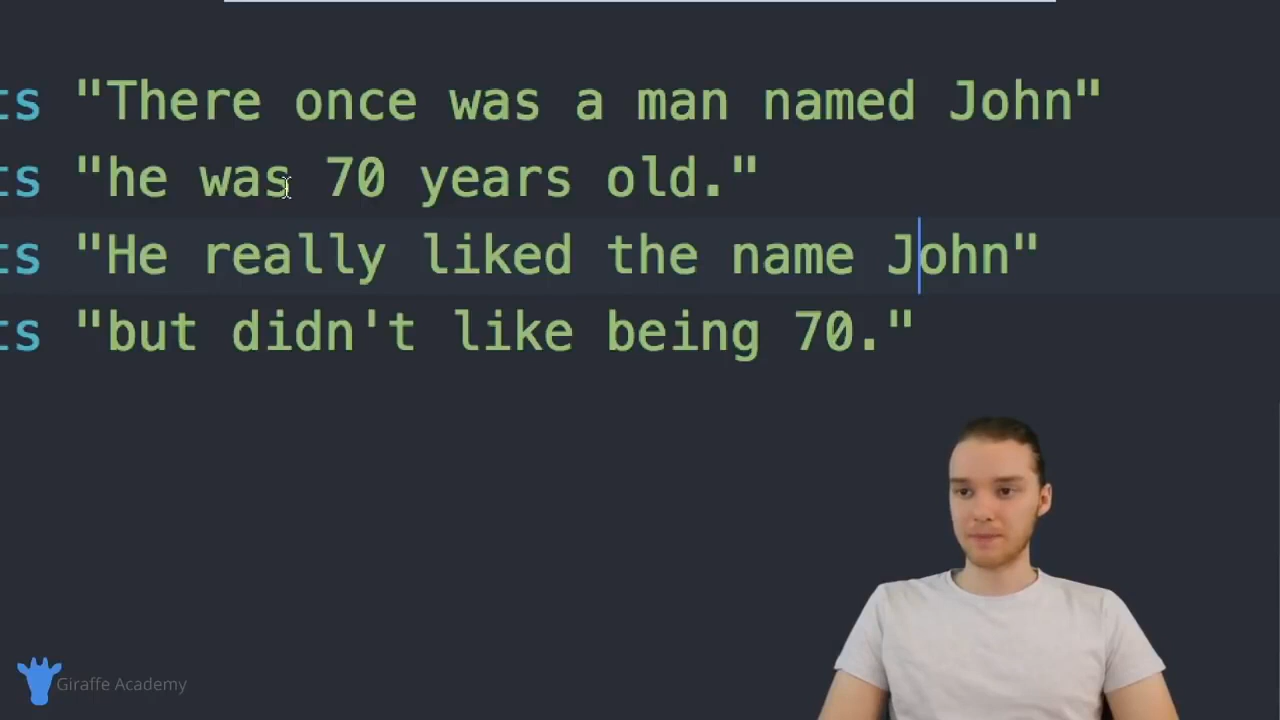 ts "There once was a man named John"
ts "he was 70 years old."
ts "He really liked the name John"
ts "but didn't like being 70."
Giraffe Academy